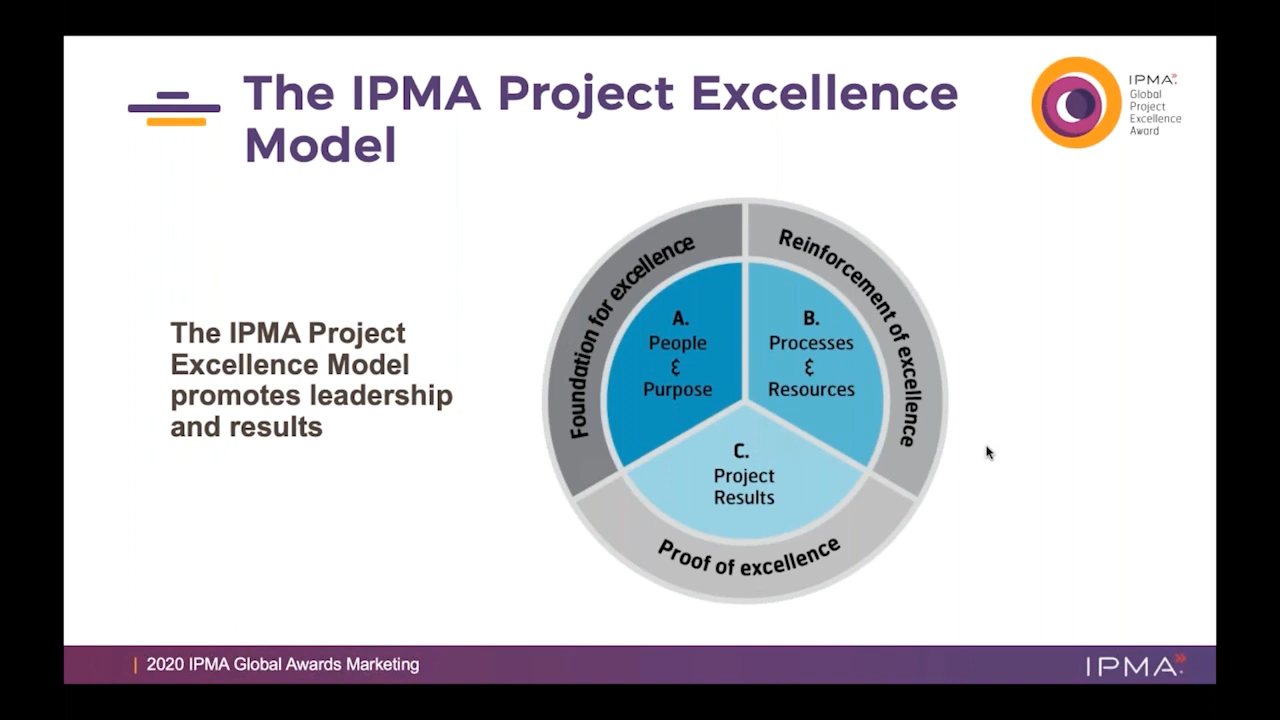 The IPMA Project Excellence
Model
IPMA
Global
Project
Excellence
Award
The IPMA Project
Excellence Model
promotes leadership
and results
Foundation for excellence
Reinforcement of excellence
A.
People
&
Purpose
B.
Processes
&
Resources
C.
Project
Results
Proof of excellence
| 2020 IPMA Global Awards Marketing
IPMA